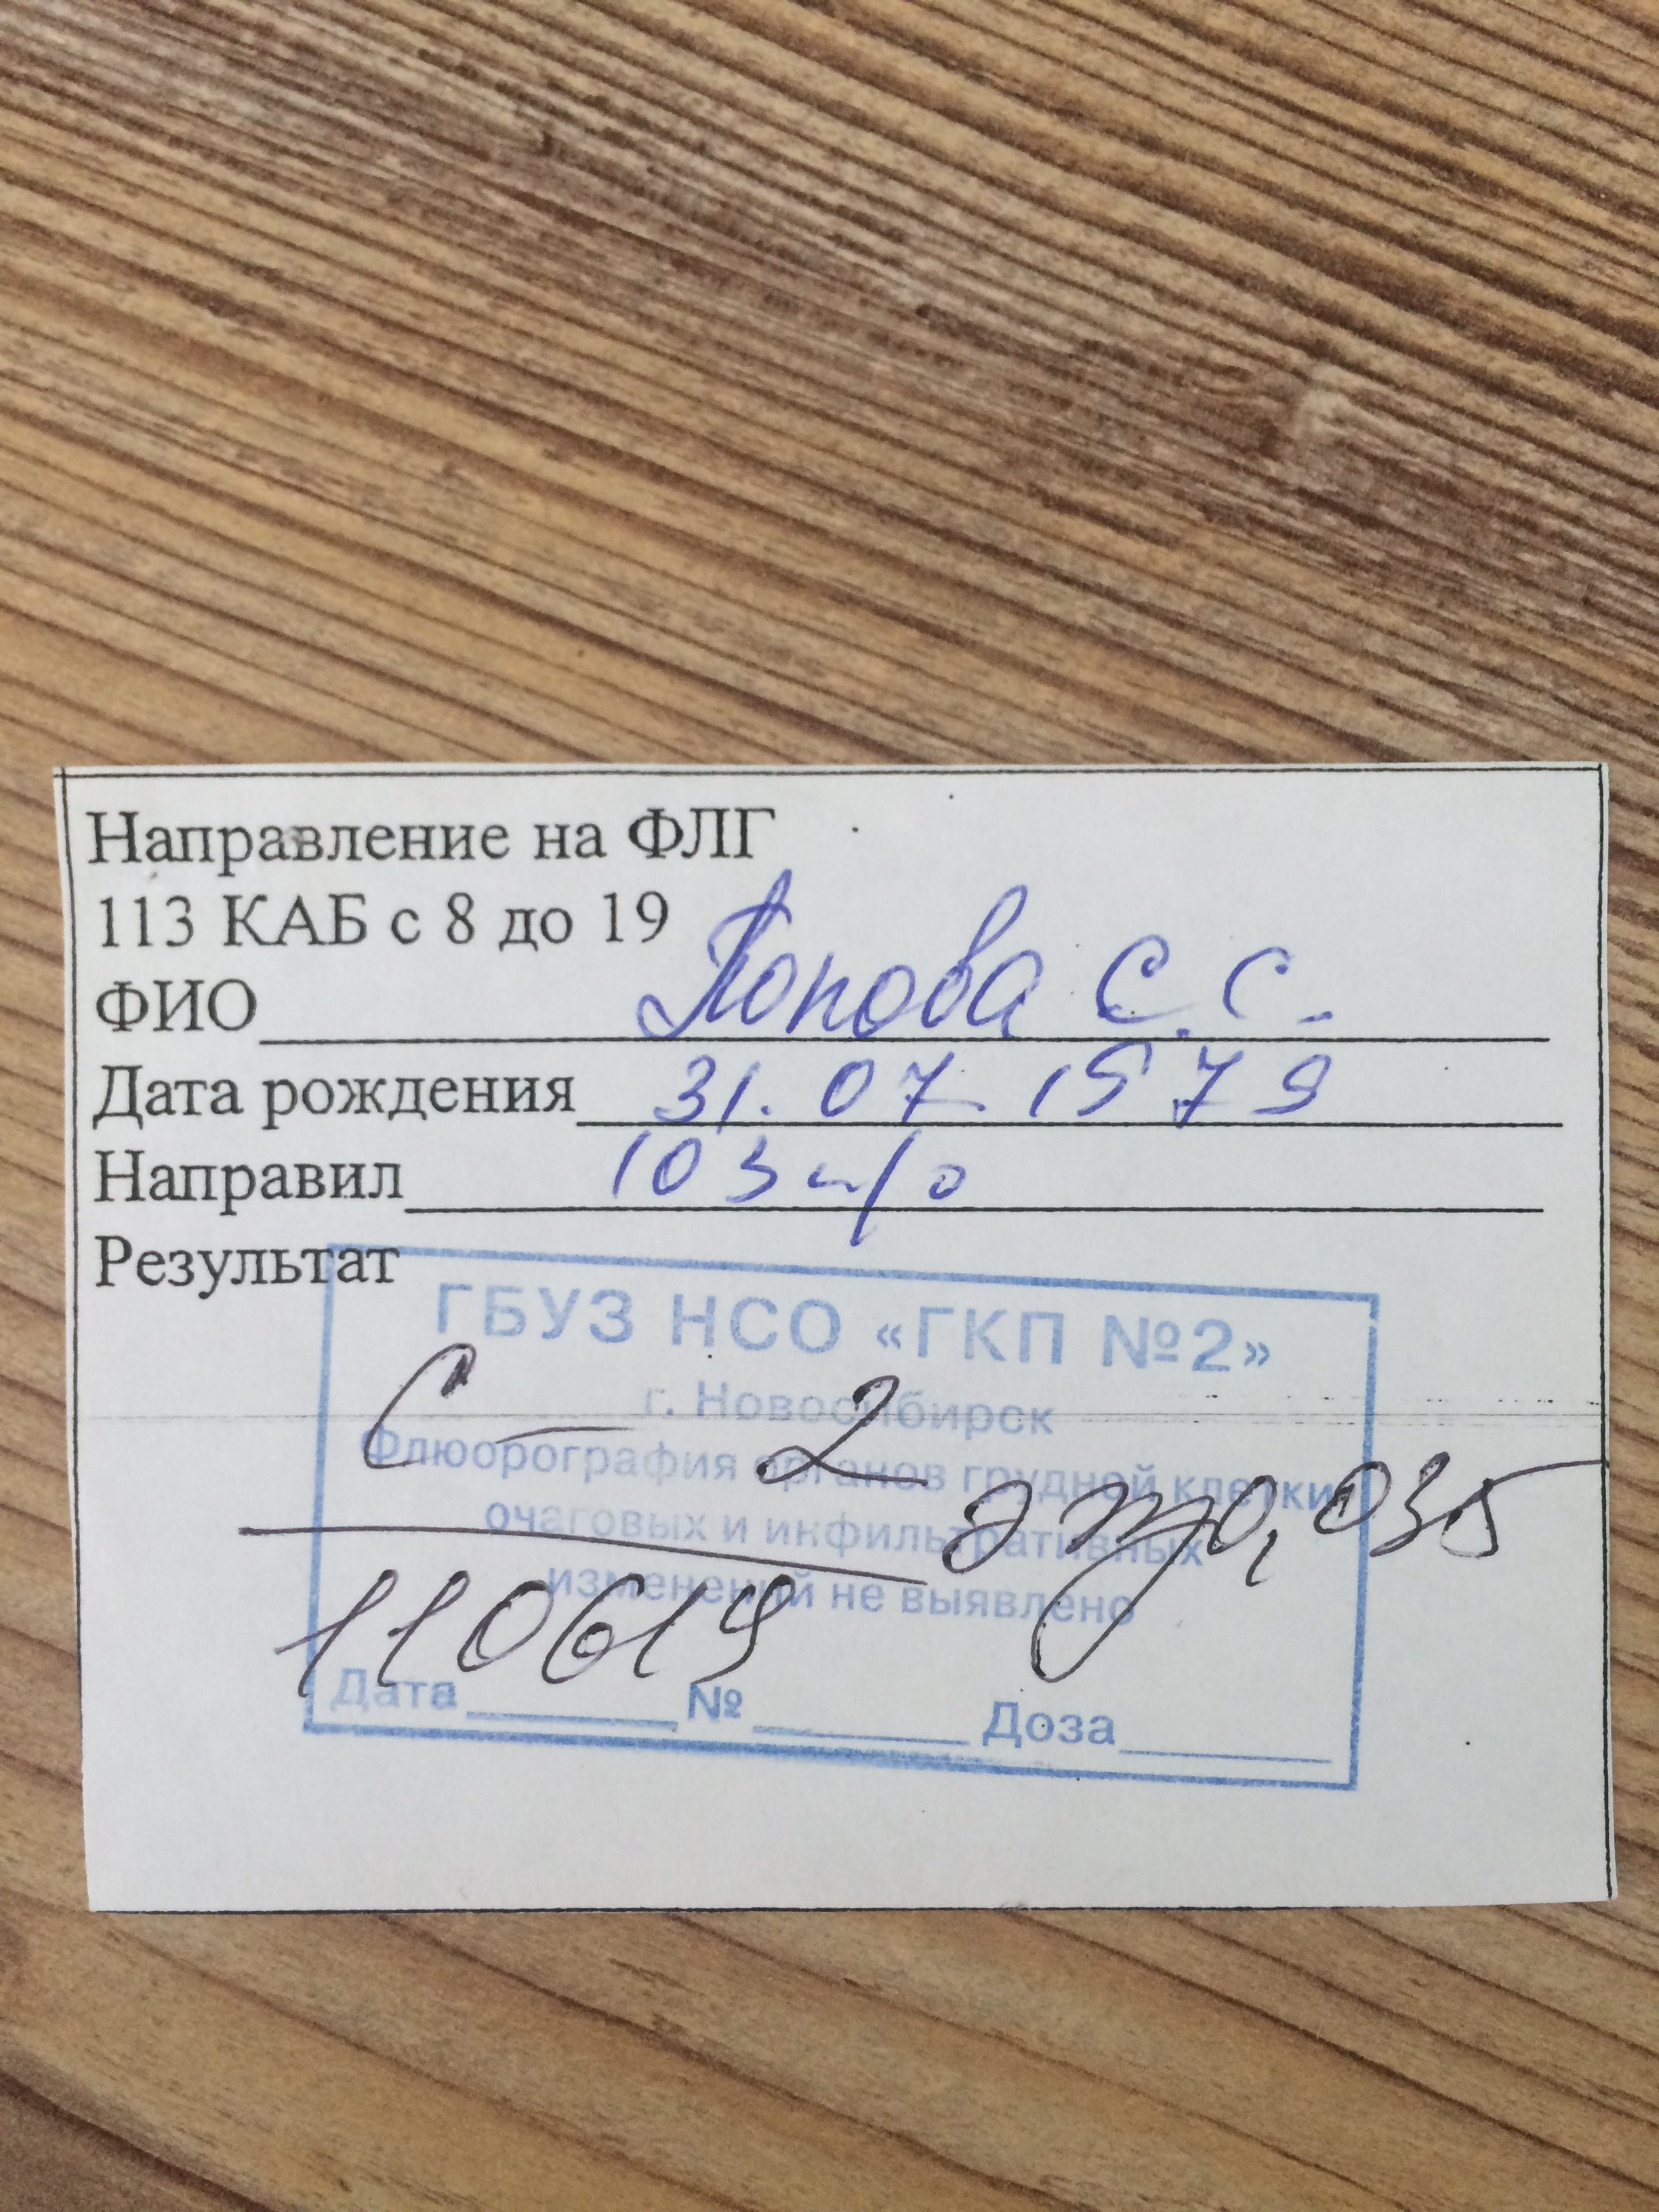 Направление на ФЛГ
113 КАБ с 8 до 19
ФИО Попова С. С.
Дата рождения 31.07.1979
Направил 103 п/о
Результат
ГБУЗ НСО «ГКП №2»
г. Новосибирск
Флюорография органов грудной клетки
очаговых и инфильтративных
изменений не выявлено
С - 2
110619
0,035
Дата № Доза